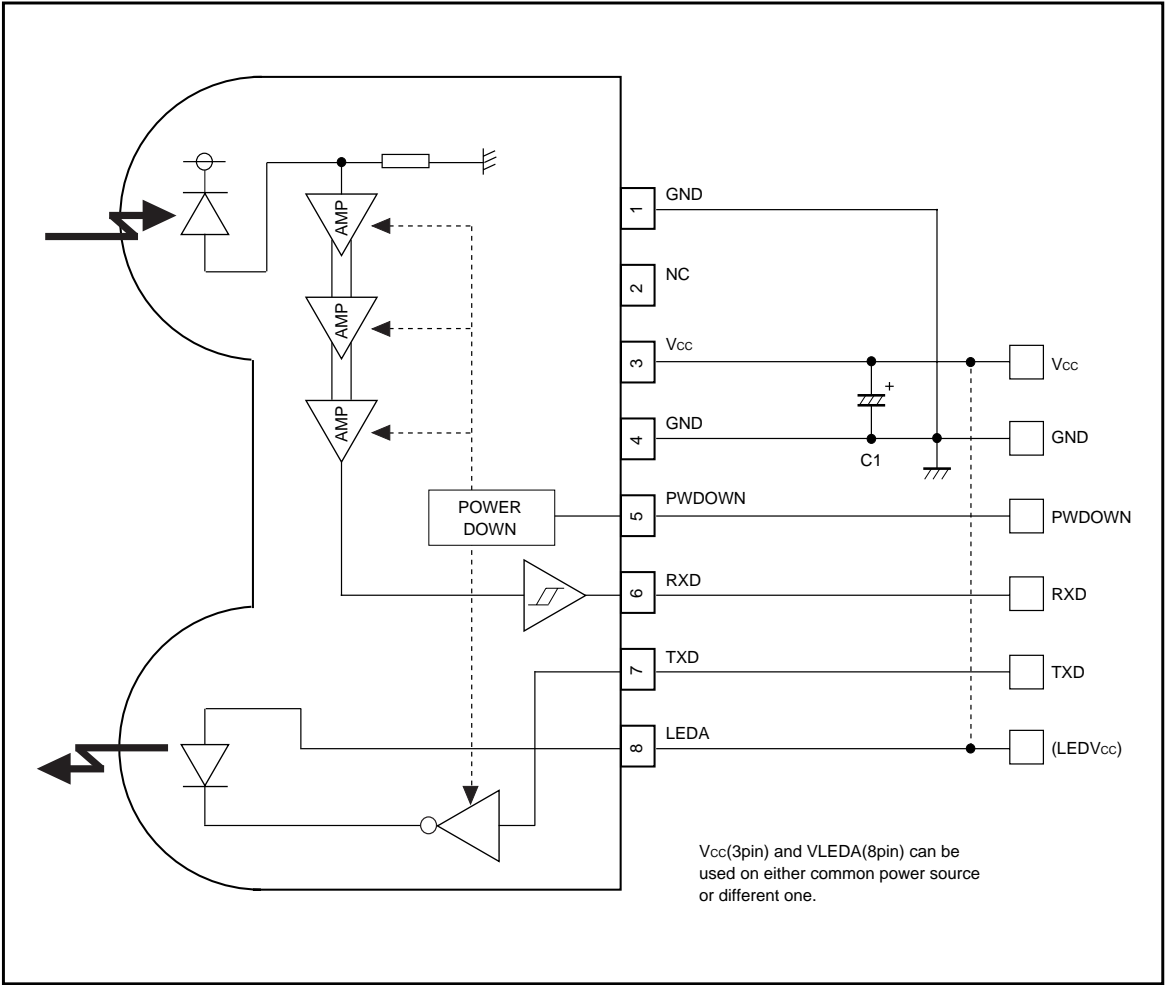 AMP
AMP
AMP
POWER
DOWN
1
GND
2
NC
3
Vcc
4
GND
5
PWDOWN
6
RXD
7
TXD
8
LEDA
+
C1
Vcc
GND
PWDOWN
RXD
TXD
(LEDVcc)
Vcc(3pin) and VLEDA(8pin) can be
used on either common power source
or different one.